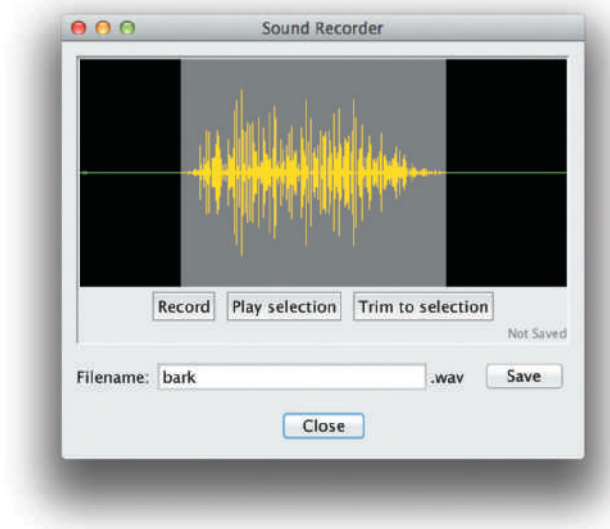 Sound Recorder
Record Play selection Trim to selection
Not Saved
Filename: bark .wav Save
Close